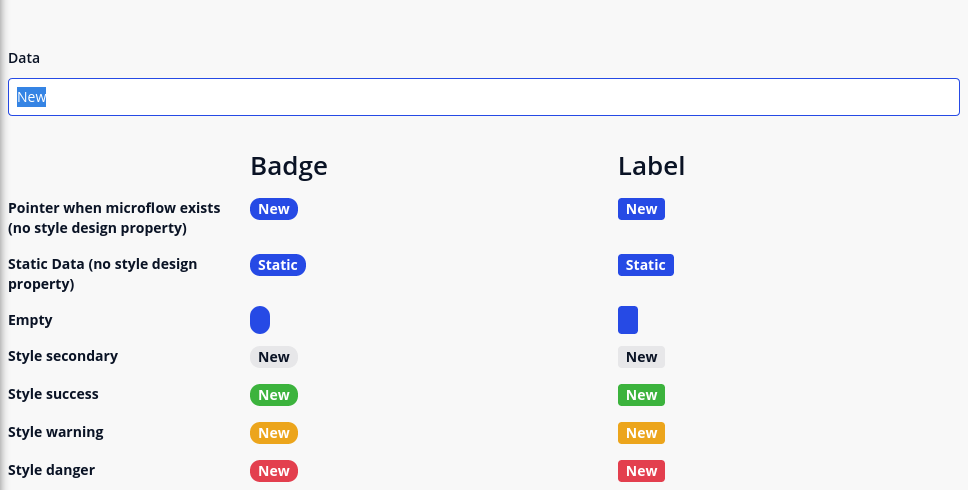 Data
New
Badge Label
Pointer when microflow exists New New
(no style design property)
Static Data (no style design Static Static
property)
Empty
Style secondary New New
Style success New New
Style warning New New
Style danger New New